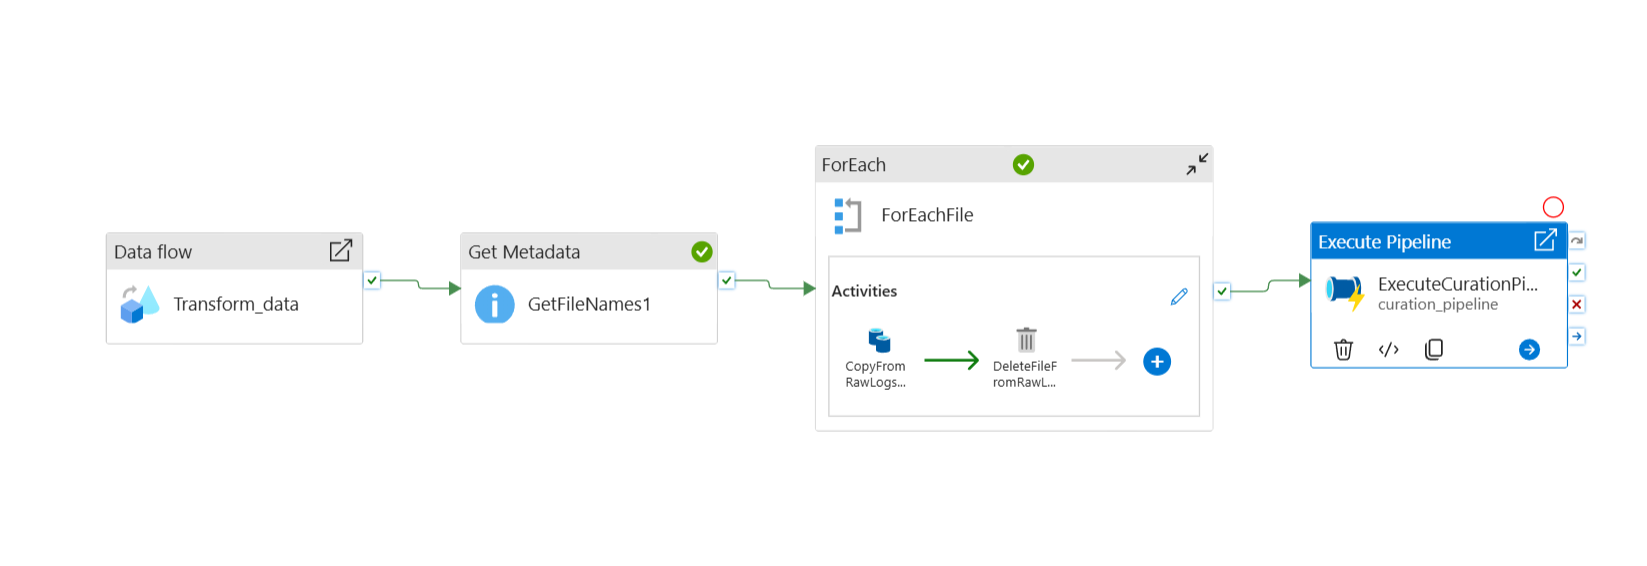 Data flow
Transform_data
Get Metadata
GetFileNames1
ForEach
ForEachFile
Activities
CopyFrom
RawLogs...
DeleteFileF
romRawL...
Execute Pipeline
ExecuteCurationPi...
curation_pipeline